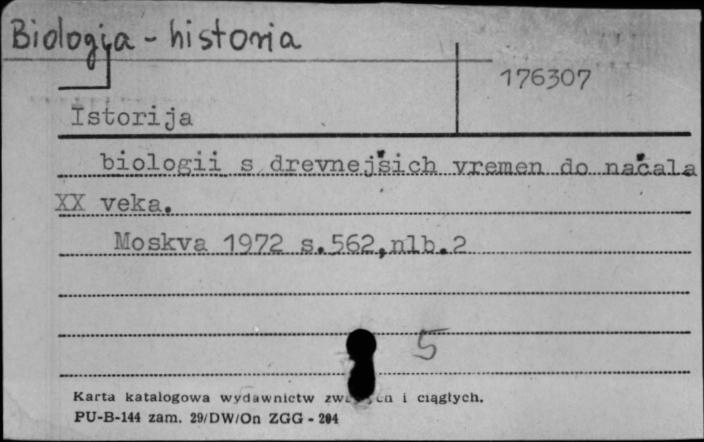 Biologja - historia
176307
Istorija
biologii s drevnejšich vremen do načala
XX veka.
Moskva 1972 s.562,nlb.2
5
Karta katalogowa wydawnictw i ciągłych.
PU-B-144 zam. 29/DW/On ZGG - 204